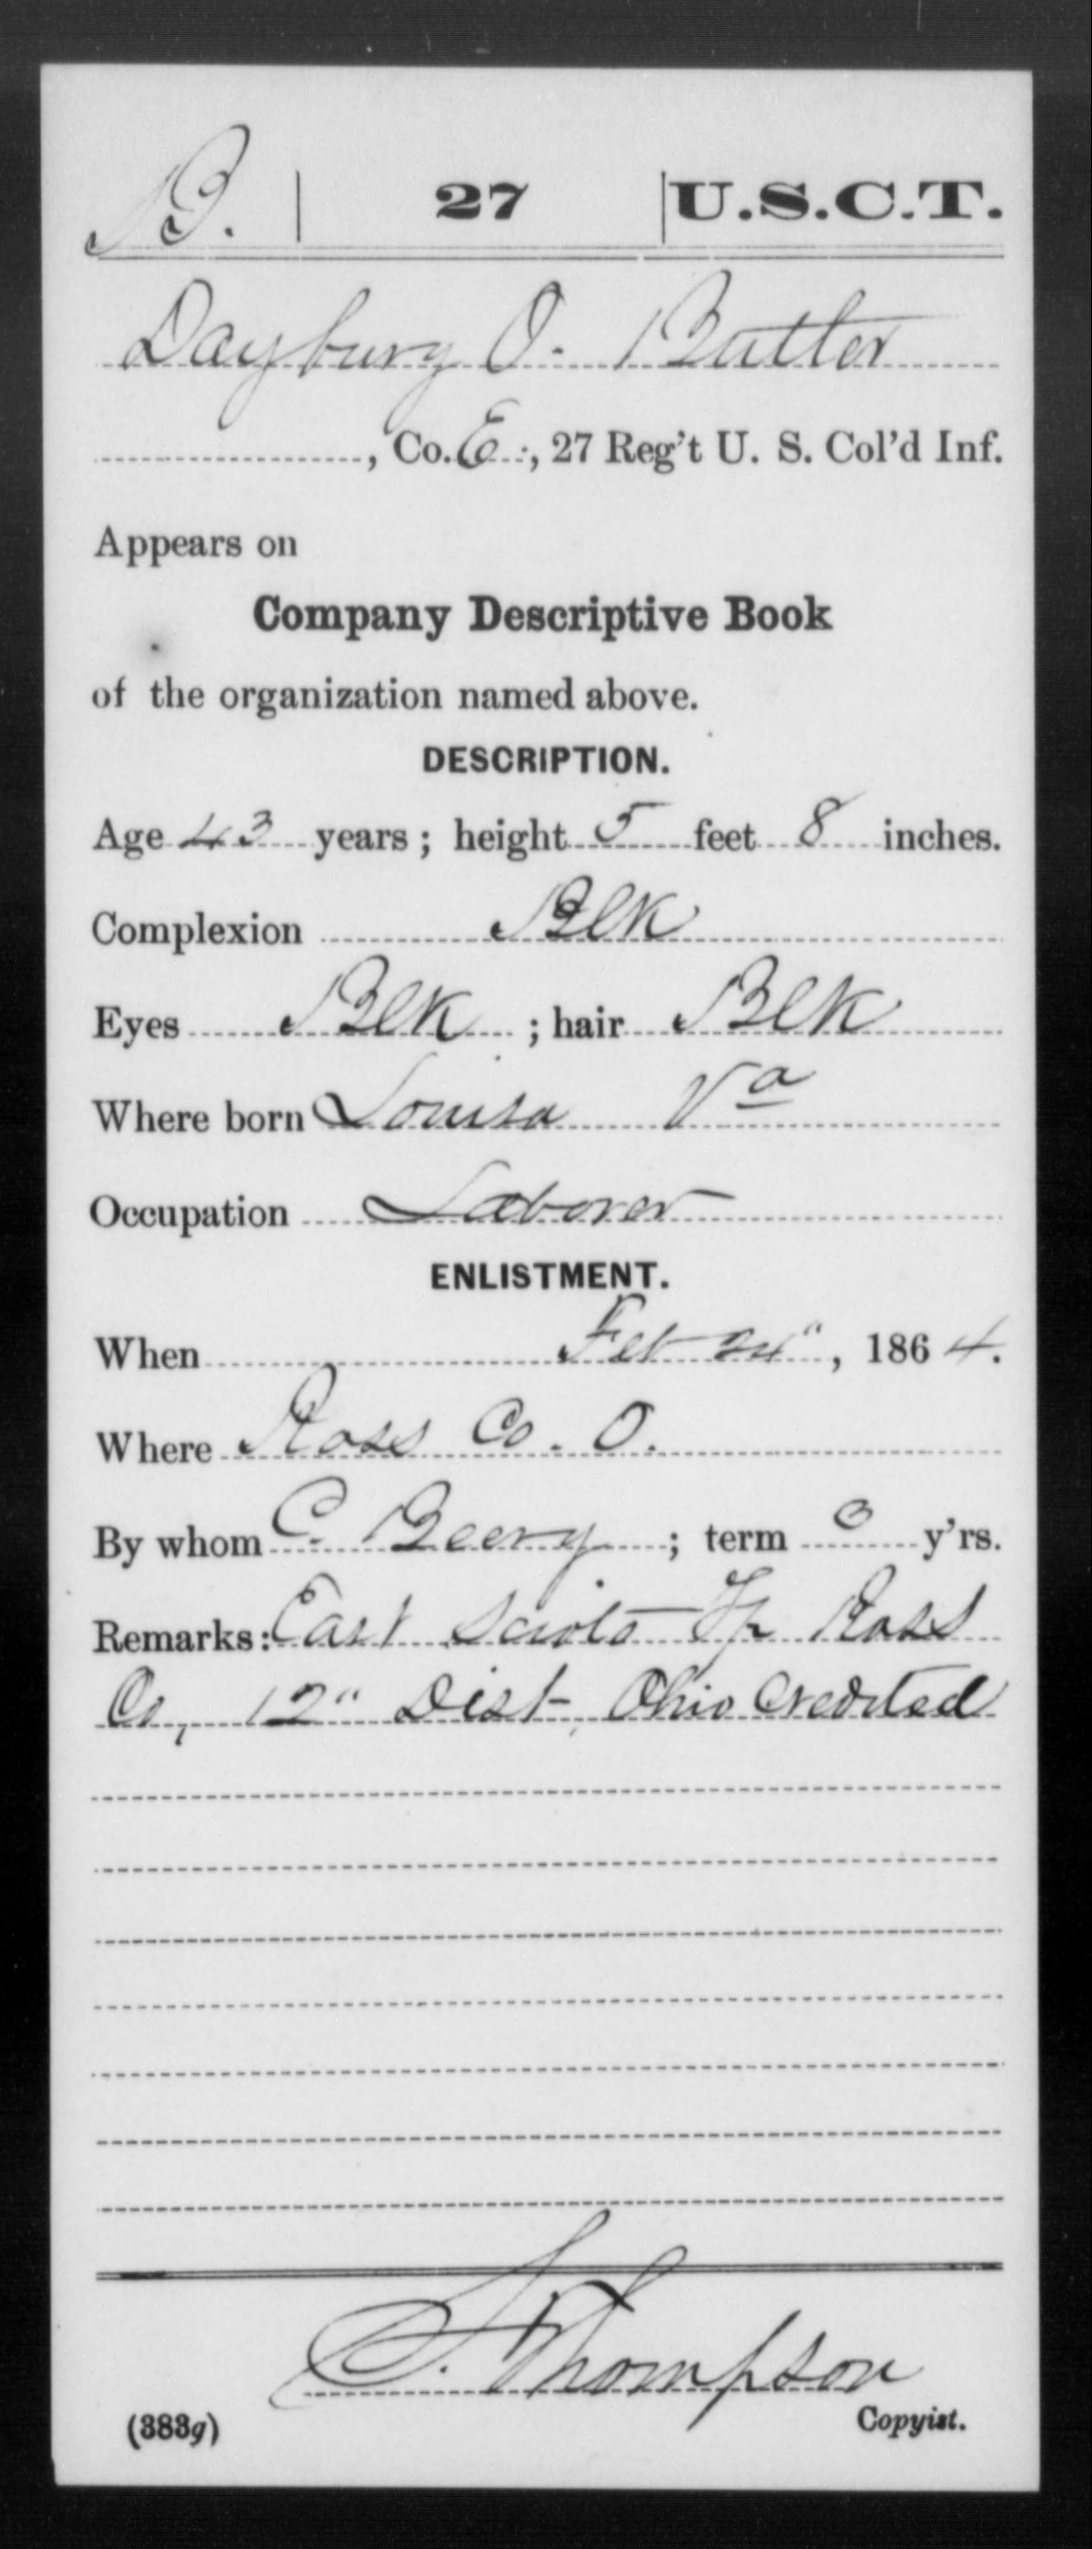 B. | 27 | U.S.C.T.
Daybury O. Butler
, Co. E., 27 Reg't U. S. Col'd Inf.
Appears on
Company Descriptive Book
of the organization named above.
DESCRIPTION.
Age 43 years; height 5 feet 8 inches.
Complexion Blk
Eyes Blk; hair Blk
Where born Louisa Va
Occupation Laborer
ENLISTMENT.
When Feb 24", 1864.
Where Ross Co. O.
By whom C. Beery; term 3 y'rs.
Remarks: East Scioto Tp Ross
Co, 12" Dist, Ohio Credited
S. Thompson
Copyist.
(383g)